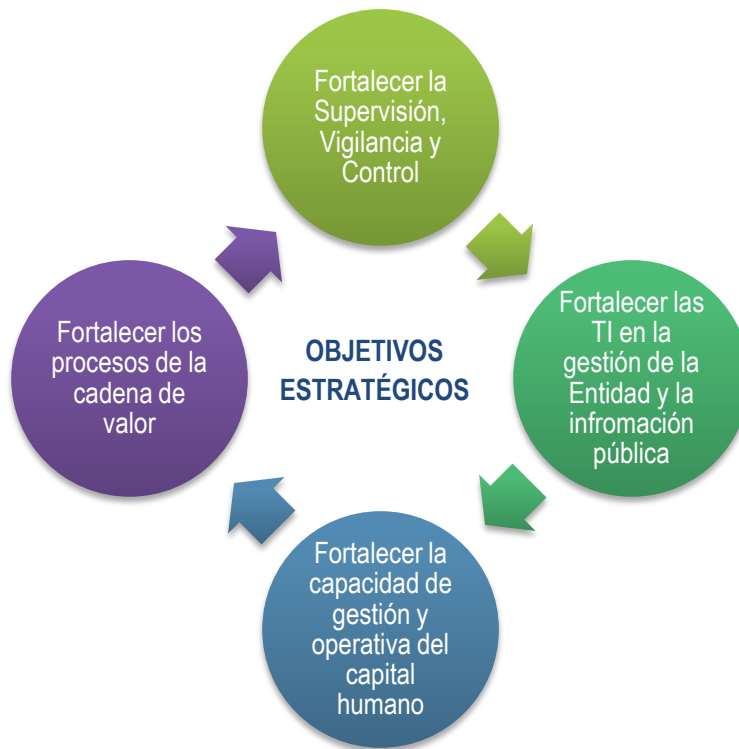 Fortalecer la
Supervisión,
Vigilancia y
Control
Fortalecer las
TI en la
gestión de la
Entidad y la
infromación
pública
Fortalecer la
capacidad de
gestión y
operativa del
capital
humano
Fortalecer los
procesos de la
cadena de
valor
OBJETIVOS
ESTRATÉGICOS